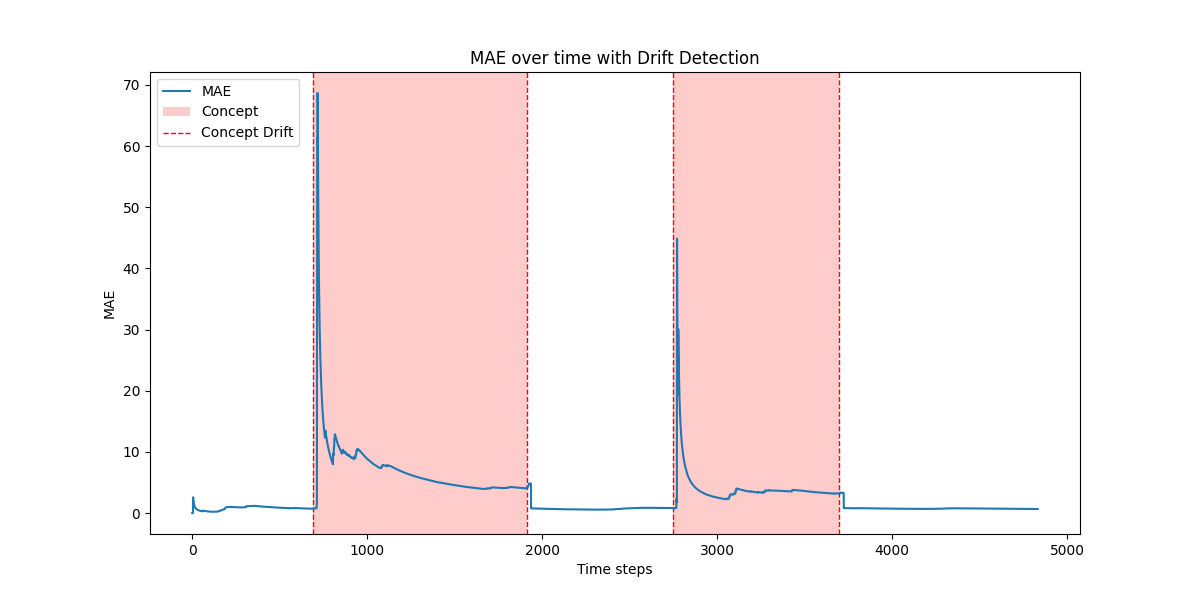 MAE over time with Drift Detection
MAE
Concept
Concept Drift
70
60
50
40
30
20
10
0
MAE
0 1000 2000 3000 4000 5000
Time steps